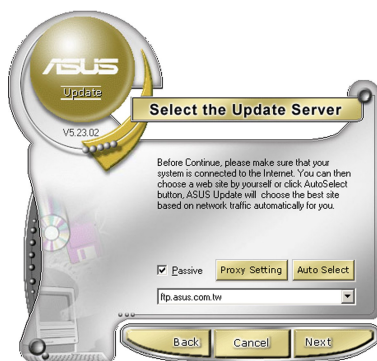 ASUS
Update
V5.23.02
Select the Update Server
Before Continue, please make sure that your
system is connected to the Internet. You can then
choose a web site by yourself or click AutoSelect
button, ASUS Update will choose the best site
based on network traffic automatically for you.
Passive
Proxy Setting
Auto Select
ftp.asus.com.tw
Back
Cancel
Next